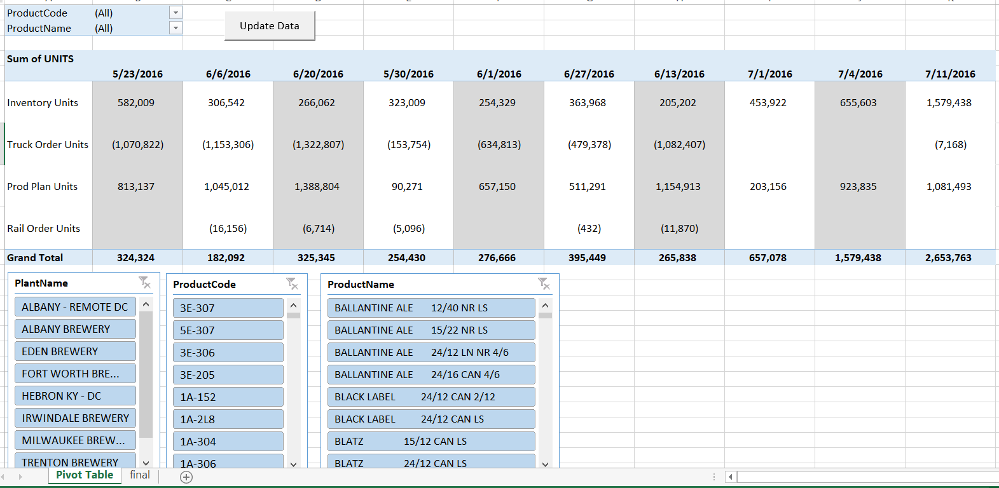 ProductCode (All)
ProductName (All)
Update Data
Sum of UNITS
5/23/2016 6/6/2016 6/20/2016 5/30/2016 6/1/2016 6/27/2016 6/13/2016 7/1/2016 7/4/2016 7/11/2016
Inventory Units 582,009 306,542 266,062 323,009 254,329 363,968 205,202 453,922 655,603 1,579,438
Truck Order Units (1,070,822) (1,153,306) (1,322,807) (153,754) (634,813) (479,378) (1,082,407) (7,168)
Prod Plan Units 813,137 1,045,012 1,388,804 90,271 657,150 511,291 1,154,913 203,156 923,835 1,081,493
Rail Order Units (16,156) (6,714) (5,096) (432) (11,870)
Grand Total 324,324 182,092 325,345 254,430 276,666 395,449 265,838 657,078 1,579,438 2,653,763
PlantName
ALBANY - REMOTE DC
ALBANY BREWERY
EDEN BREWERY
FORT WORTH BRE...
HEBRON KY - DC
IRWINDALE BREWERY
MILWAUKEE BREW...
TRENTON BREWERY
ProductCode
3E-307
5E-307
3E-306
3E-205
1A-152
1A-2L8
1A-304
1A-306
ProductName
BALLANTINE ALE 12/40 NR LS
BALLANTINE ALE 15/22 NR LS
BALLANTINE ALE 24/12 LN NR 4/6
BALLANTINE ALE 24/16 CAN 4/6
BLACK LABEL 24/12 CAN 2/12
BLACK LABEL 24/12 CAN LS
BLATZ 15/12 CAN LS
BLATZ 24/12 CAN LS
Pivot Table final